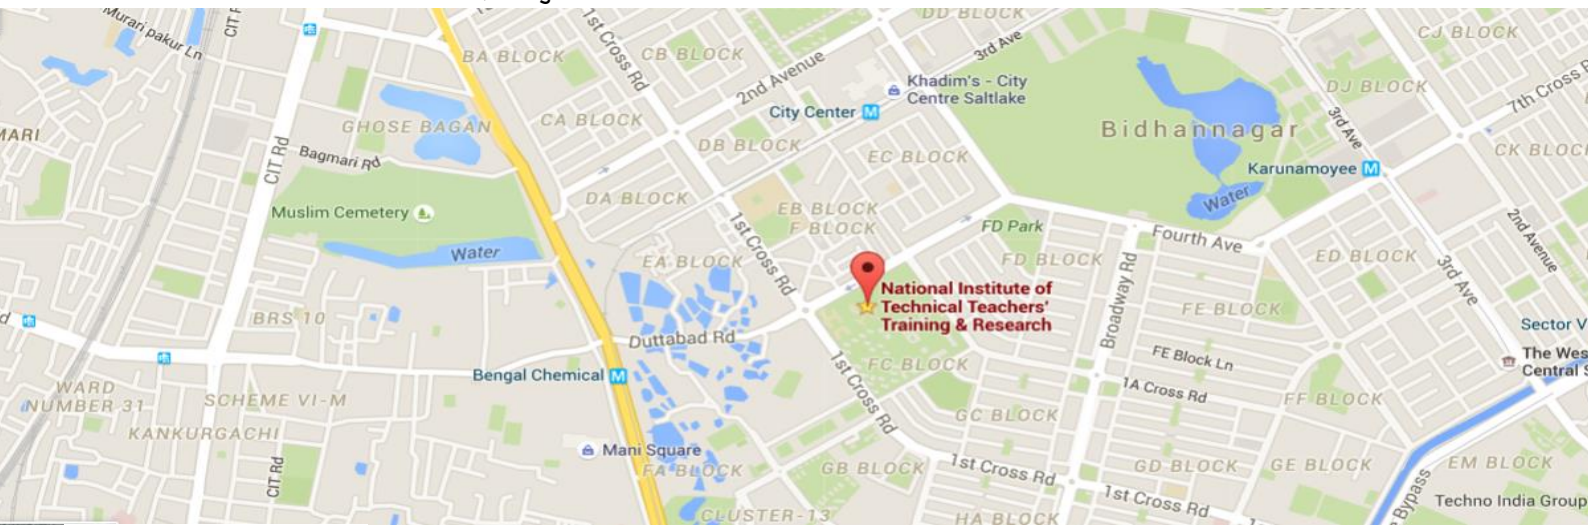 Murari pakur Ln
CIT R
BA BLOCK
1st Cross Rd
CB BLOCK
2nd Avenue
DD BLOCK
3rd Ave
CJ BLOCK
DJ BLOCK
7th Cross R
MARI
GHOSE BAGAN
CIT Rd
Bagmari Rd
CA BLOCK
City Center
Khadim's - City
Centre Saltlake
DB BLOCK
EC BLOCK
Bidhannagar
3rd Ave
CK BLOC
Karunamoyee
Muslim Cemetery
DA BLOCK
EB BLOCK
F BLOCK
Water
FD Park
2nd Avenue
Water
EA BLOCK
1st Cross Rd
FD BLOCK
Fourth Ave
ED BLOCK
3rd Ave
National Institute of
Technical Teachers'
Training & Research
Broadway Rd
BRS 10
d
Duttabad Rd
FE BLOCK
Sector V
FE Block Ln
The Wes
Central S
FC BLOCK
1st Cross Rd
Bengal Chemical
WARD
NUMBER 31
SCHEME VI-M
1A Cross Rd
FF BLOCK
GC BLOCK
KANKURGACHI
Mani Square
FA BLOCK
CIT Rd
GB BLOCK
1st Cross Rd
GD BLOCK
GE BLOCK
EM BLOCK
1st Cross Rd
e Bypass
Techno India Group
CLUSTER-13
HA BLOCK